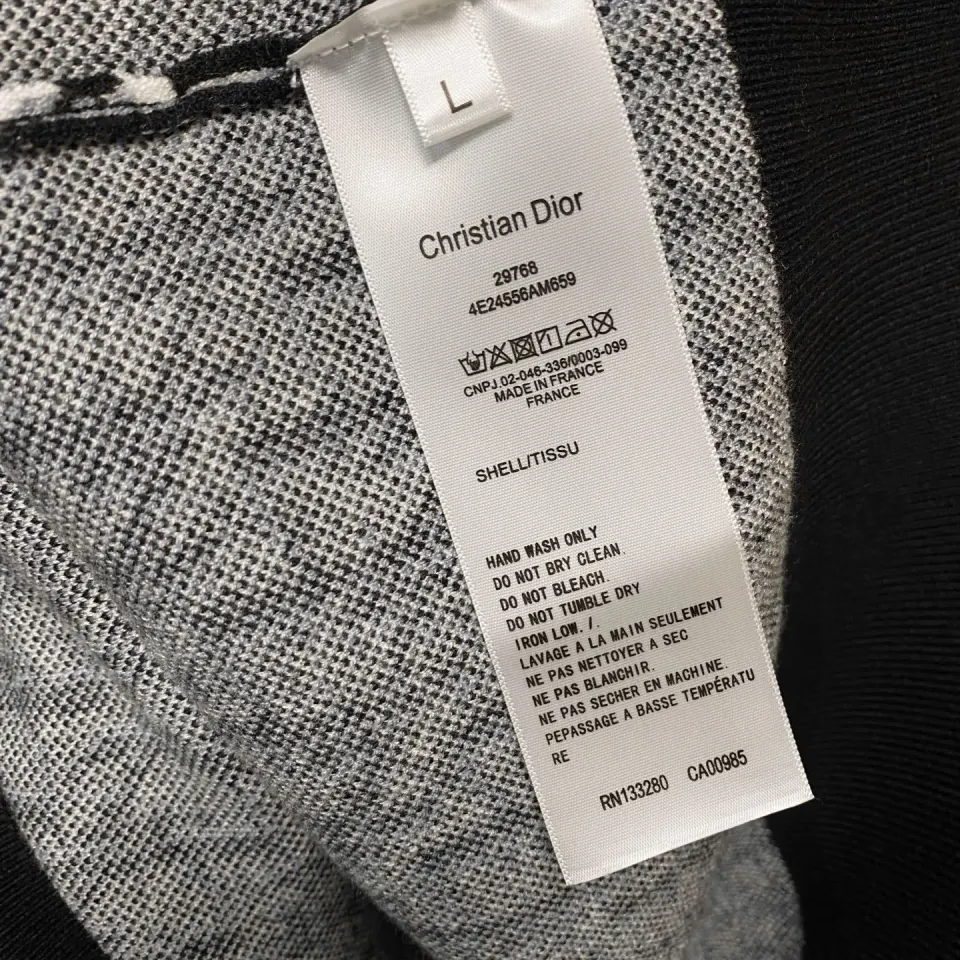 L
Christian Dior
29768
4E24556AM659
CNPJ.02-046-336/0003-099
MADE IN FRANCE
FRANCE
SHELL/TISSU
HAND WASH ONLY
DO NOT BRY CLEAN.
DO NOT BLEACH.
DO NOT TUMBLE DRY
IRON LOW. /.
LAVAGE A LA MAIN SEULEMENT
NE PAS NETTOYER A SEC
NE PAS BLANCHIR.
NE PAS SECHER EN MACHINE.
PEPASSAGE A BASSE TEMPÉRATU
RE
RN133280 CA00985